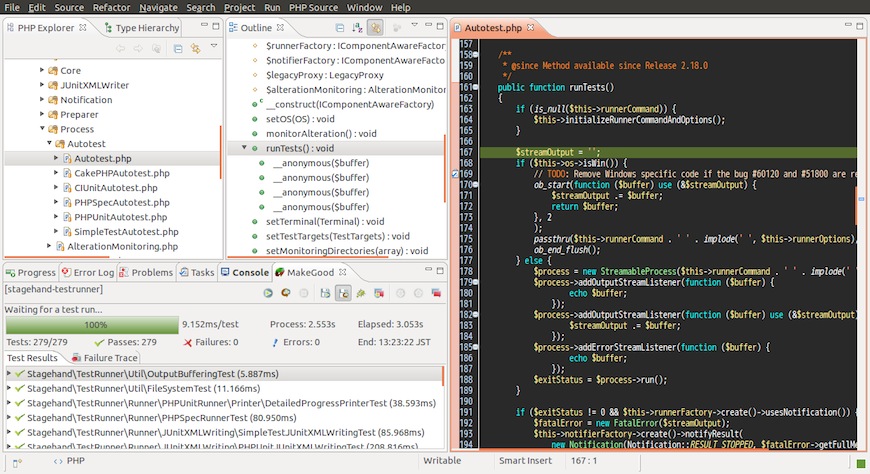 File Edit Source Refactor Navigate Search Project Run PHP Source Window Help
PHP Explorer Type Hierarchy
Core
JUnitXMLWriter
Notification
Preparer
Process
Autotest
Autotest.php
CakePHPAutotest.php
CIUnitAutotest.php
PHPSpecAutotest.php
PHPUnitAutotest.php
SimpleTestAutotest.php
AlterationMonitoring.php
Outline
$runnerFactory : IComponentAwareFactor
$notifierFactory : IComponentAwareFactor
$legacyProxy : LegacyProxy
$alterationMonitoring : AlterationMonitor
__construct(IComponentAwareFactory)
setOS(OS) : void
monitorAlteration() : void
runTests() : void
__anonymous($buffer)
__anonymous($buffer)
__anonymous($buffer)
__anonymous($buffer)
setTerminal(Terminal) : void
setTestTargets(TestTargets) : void
setMonitoringDirectories(array) : void
Autotest.php
157
158 /**
159 * @since Method available since Release 2.18.0
160 */
161 public function runTests()
162 {
163 if (is_null($this->runnerCommand)) {
164 $this->initializeRunnerCommandAndOptions();
165 }
166
167 $streamOutput = '';
168 if ($this->os->isWin()) {
169 // TODO: Remove Windows specific code if the bug #60120 and #51800 are re
170 ob_start(function ($buffer) use (&$streamOutput) {
171 $streamOutput .= $buffer;
172 return $buffer;
173 }, 2
174 );
175 passthru($this->runnerCommand . ' ' . implode(' ', $this->runnerOptions),
176 ob_end_flush();
177 } else {
178 $process = new StreamableProcess($this->runnerCommand . ' ' . implode(' '
179 $process->addOutputStreamListener(function ($buffer) {
180 echo $buffer;
181 });
182 $process->addOutputStreamListener(function ($buffer) use (&$streamOutput)
183 $streamOutput .= $buffer;
184 });
185 $process->addErrorStreamListener(function ($buffer) {
186 echo $buffer;
187 });
188 $exitStatus = $process->run();
189 }
190
191 if ($exitStatus != 0 && $this->runnerFactory->create()->usesNotification()) {
192 $fatalError = new FatalError($streamOutput);
193 $this->notifierFactory->create()->notifyResult(
194 new Notification(Notification::RESULT_STOPPED, $fatalError->getFullMe
Progress Error Log Problems Tasks Console MakeGood
[stagehand-testrunner]
Waiting for a test run...
100% 9.152ms/test Process: 2.553s Elapsed: 3.053s
Tests: 279/279 Passes: 279 Failures: 0 Errors: 0 End: 13:23:22 JST
Test Results Failure Trace
Stagehand\TestRunner\Util\OutputBufferingTest (5.887ms)
Stagehand\TestRunner\Util\FileSystemTest (11.166ms)
Stagehand\TestRunner\Runner\PHPUnitRunner\Printer\DetailedProgressPrinterTest (38.593ms)
Stagehand\TestRunner\Runner\PHPSpecRunnerTest (80.950ms)
Stagehand\TestRunner\Runner\JUnitXMLWriting\SimpleTestJUnitXMLWritingTest (85.968ms)
Stagehand\TestRunner\Runner\JUnitXMLWriting\PHPUnitJUnitXMLWritingTest (208.816ms)
PHP Writable Smart Insert 167 : 1